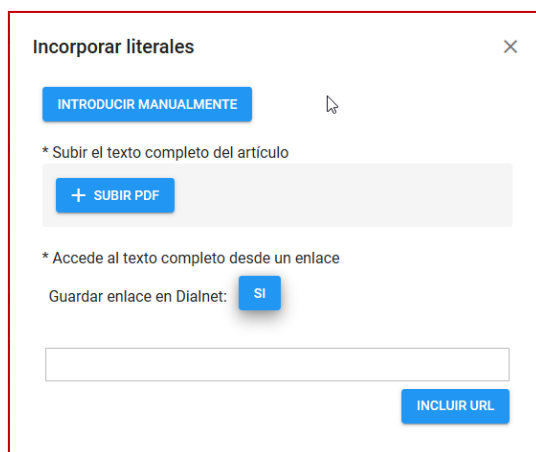 Incorporar literales
INTRODUCIR MANUALMENTE
* Subir el texto completo del artículo
+ SUBIR PDF
* Accede al texto completo desde un enlace
Guardar enlace en Dialnet: SI
INCLUIR URL